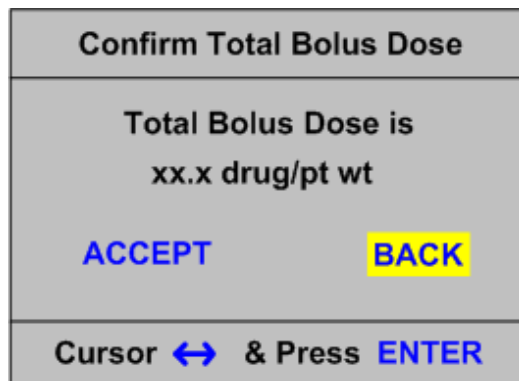 Confirm Total Bolus Dose
Total Bolus Dose is
xx.x drug/pt wt
ACCEPT BACK
Cursor ↔ & Press ENTER